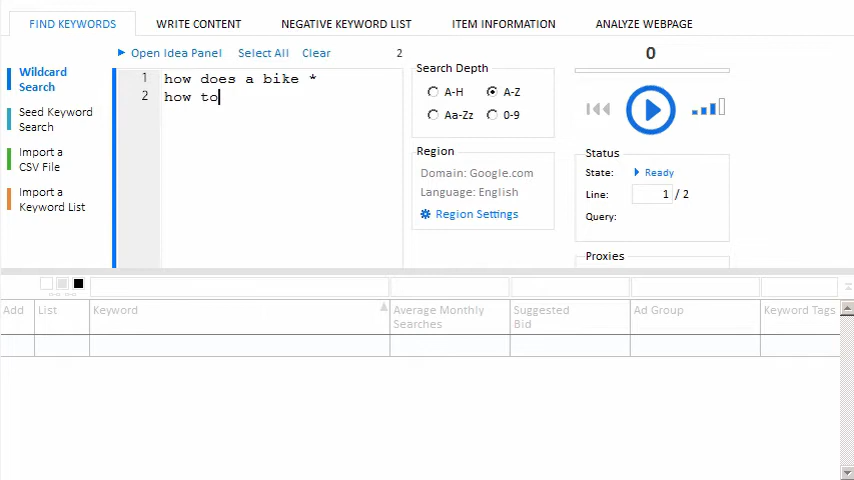 FIND KEYWORDS WRITE CONTENT NEGATIVE KEYWORD LIST ITEM INFORMATION ANALYZE WEBPAGE
Open Idea Panel Select All Clear 2
Wildcard
Search
Seed Keyword
Search
Import a
CSV File
Import a
Keyword List
1 how does a bike *
2 how to
Search Depth
A-H A-Z
Aa-Zz 0-9
Region
Domain: Google.com
Language: English
Region Settings
0
Status
State: Ready
Line: 1 / 2
Query:
Proxies
Add List Keyword Average Monthly Searches Suggested Bid Ad Group Keyword Tags